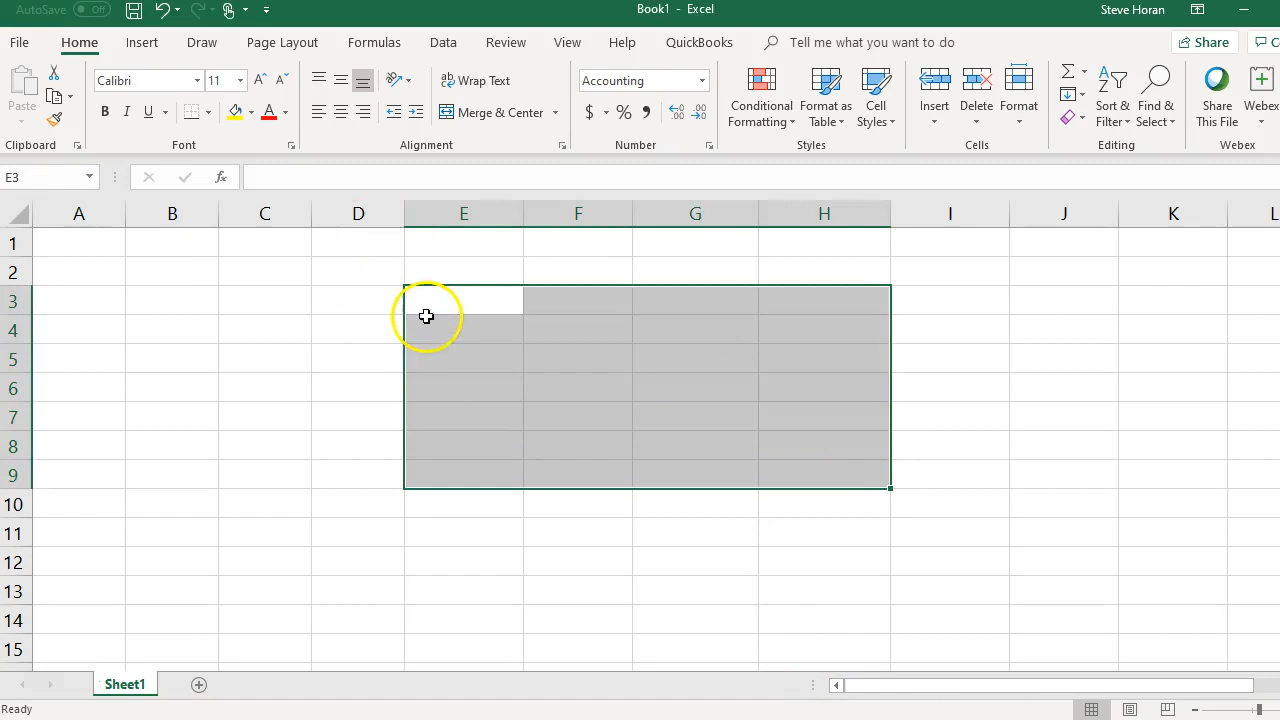 AutoSave Off Book1 - Excel Steve Horan
File Home Insert Draw Page Layout Formulas Data Review View Help QuickBooks Tell me what you want to do Share
Paste Calibri 11 Wrap Text Accounting Conditional Formatting Format as Table Cell Styles Insert Delete Format Sort & Filter Find & Select Share This File
B I U A Merge & Center $ % ,
Clipboard Font Alignment Number Styles Cells Editing Webex
E3 fx
A B C D E F G H I J K L
1
2
3
4
5
6
7
8
9
10
11
12
13
14
15
Sheet1
Ready